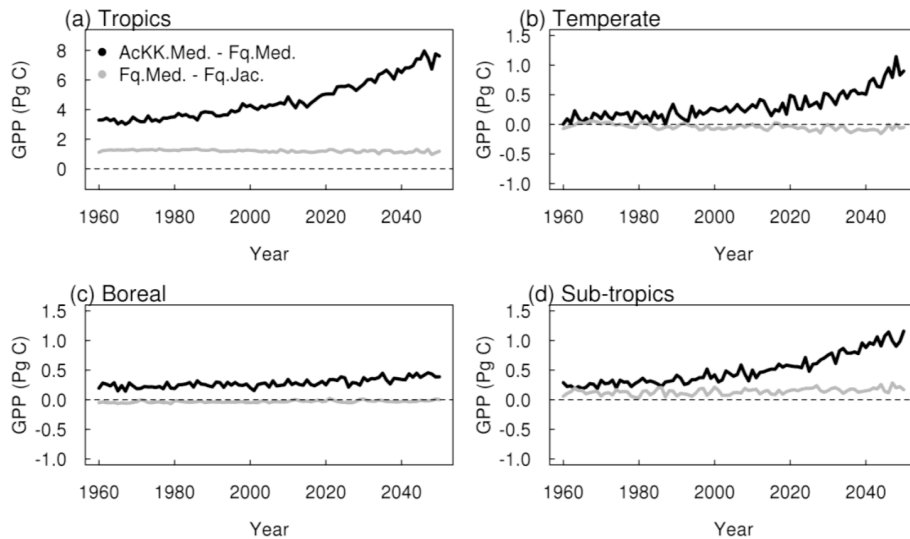 (a) Tropics
AcKK.Med. - Fq.Med.
Fq.Med. - Fq.Jac.
GPP (Pg C)
8
6
4
2
0
1960 1980 2000 2020 2040
Year
(b) Temperate
GPP (Pg C)
1.5
1.0
0.5
0.0
-0.5
-1.0
1960 1980 2000 2020 2040
Year
(c) Boreal
GPP (Pg C)
1.5
1.0
0.5
0.0
-0.5
-1.0
1960 1980 2000 2020 2040
Year
(d) Sub-tropics
GPP (Pg C)
1.5
1.0
0.5
0.0
-0.5
-1.0
1960 1980 2000 2020 2040
Year